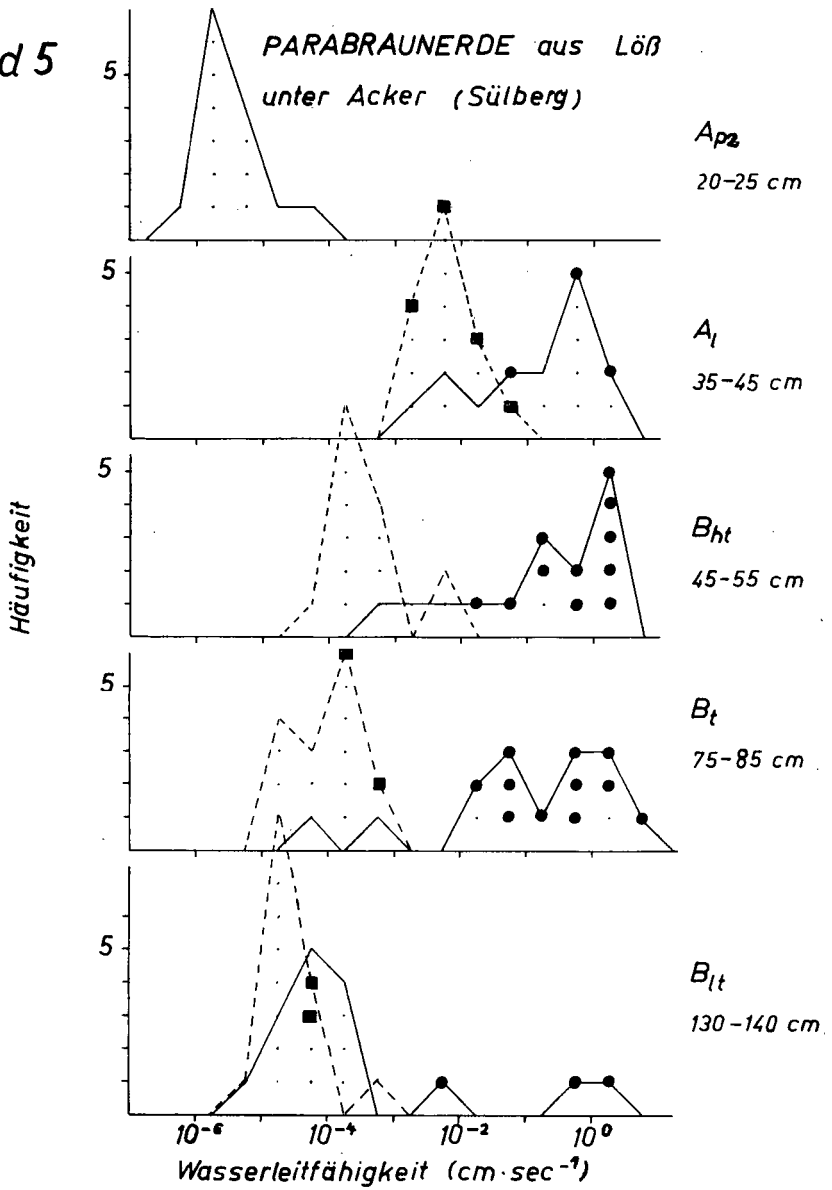 d 5
PARABRAUNERDE aus Löß
unter Acker (Sülberg)
5
Ap2
20-25 cm
5
Al
35-45 cm
5
Bht
45-55 cm
5
Bt
75-85 cm
5
Blt
130-140 cm
Häufigkeit
10⁻⁶ 10⁻⁴ 10⁻² 10⁰
Wasserleitfähigkeit (cm·sec⁻¹)